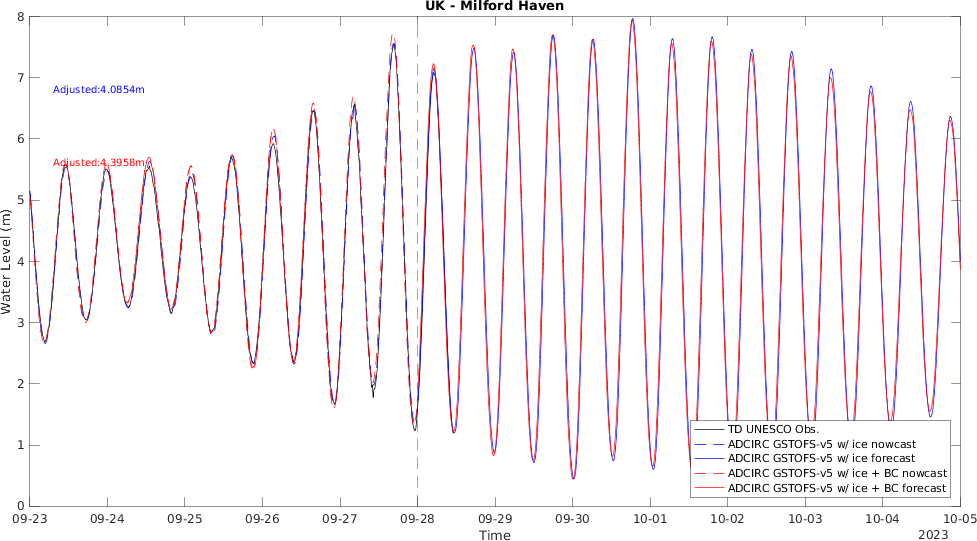 UK - Milford Haven
8
7
6
5
4
3
2
1
0
Water Level (m)
Adjusted:4.0854m
Adjusted:4.3958m
TD UNESCO Obs.
ADCIRC GSTOFS-v5 w/ ice nowcast
ADCIRC GSTOFS-v5 w/ ice forecast
ADCIRC GSTOFS-v5 w/ ice + BC nowcast
ADCIRC GSTOFS-v5 w/ ice + BC forecast
09-23 09-24 09-25 09-26 09-27 09-28 09-29 09-30 10-01 10-02 10-03 10-04 10-05
Time
2023